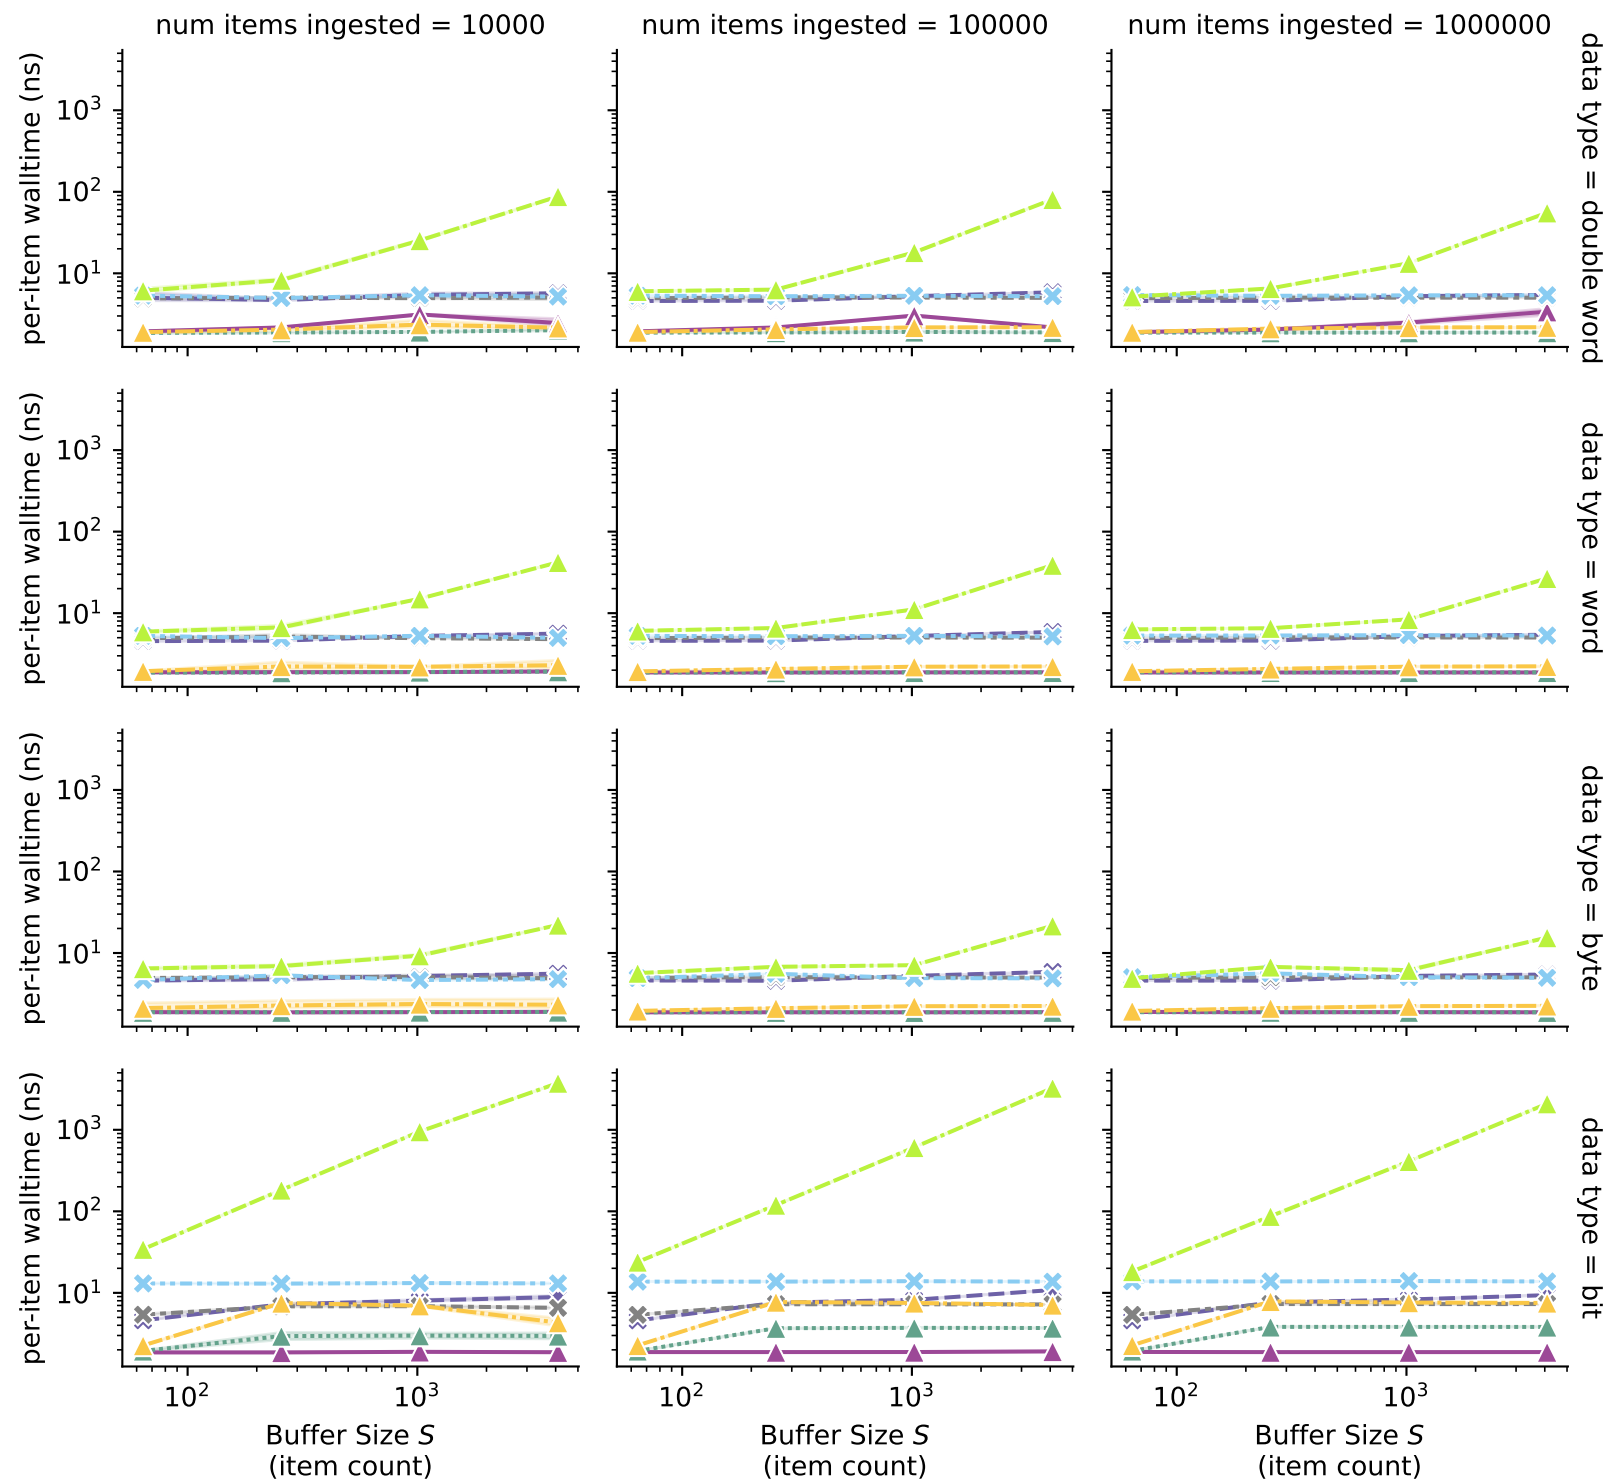 num items ingested = 10000
num items ingested = 100000
num items ingested = 1000000
per-item walltime (ns)
10³
10²
10¹
data type = double word
per-item walltime (ns)
10³
10²
10¹
data type = word
per-item walltime (ns)
10³
10²
10¹
data type = byte
per-item walltime (ns)
10³
10²
10¹
data type = bit
10² 10³
10² 10³
10² 10³
Buffer Size S
(item count)
Buffer Size S
(item count)
Buffer Size S
(item count)